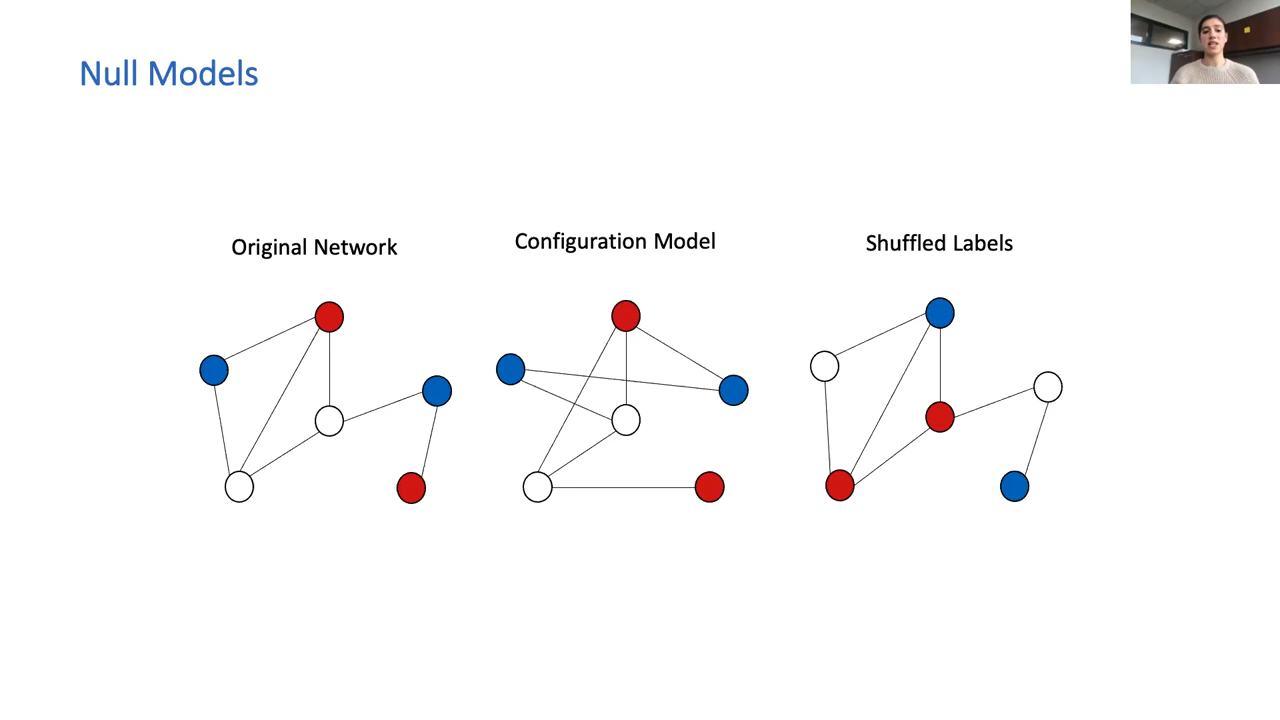 Null Models
Original Network
Configuration Model
Shuffled Labels